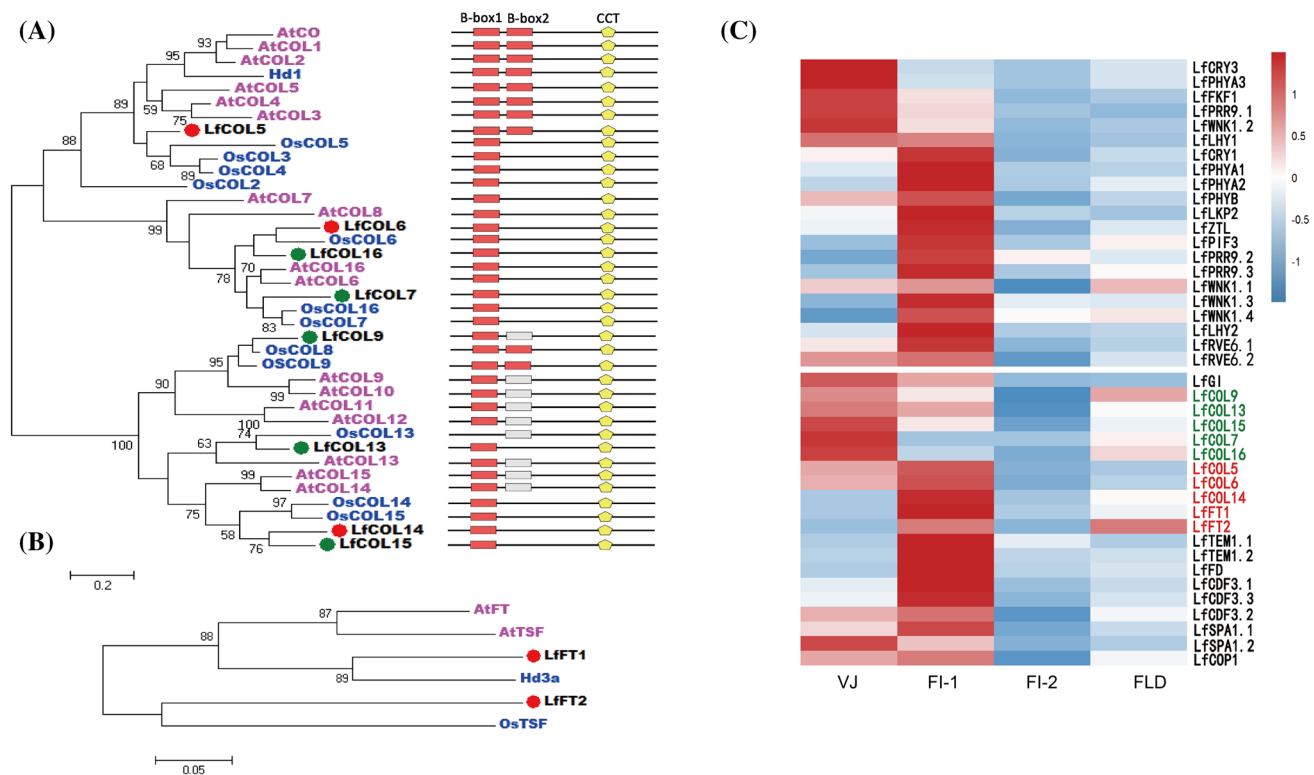 (A)
B-box1 B-box2 CCT
AtCO
AtCOL1
AtCOL2
Hd1
AtCOL5
AtCOL4
AtCOL3
LfCOL5
OsCOL5
OsCOL3
OsCOL4
OsCOL2
AtCOL7
AtCOL8
LfCOL6
OsCOL6
LfCOL16
AtCOL16
AtCOL6
LfCOL7
OsCOL16
OsCOL7
LfCOL9
OsCOL8
OSCOL9
AtCOL9
AtCOL10
AtCOL11
AtCOL12
OsCOL13
LfCOL13
AtCOL13
AtCOL15
AtCOL14
OsCOL14
OsCOL15
LfCOL14
LfCOL15
93
95
89
59
75
88
68
89
99
70
78
83
95
90
99
100
74
63
100
99
97
75
58
76
0.2
(B)
AtFT
AtTSF
LfFT1
Hd3a
LfFT2
OsTSF
87
88
89
0.05
(C)
LfCRY3
LfPHYA3
LfFKF1
LfPRR9.1
LfWNK1.2
LfLHY1
LfCRY1
LfPHYA1
LfPHYA2
LfPHYB
LfLKP2
LfZTL
LfPIF3
LfPRR9.2
LfPRR9.3
LfWNK1.1
LfWNK1.3
LfWNK1.4
LfLHY2
LfRVE6.1
LfRVE6.2
LfGI
LfCOL9
LfCOL13
LfCOL15
LfCOL7
LfCOL16
LfCOL5
LfCOL6
LfCOL14
LfFT1
LfFT2
LfTEM1.1
LfTEM1.2
LfFD
LfCDF3.1
LfCDF3.3
LfCDF3.2
LfSPA1.1
LfSPA1.2
LfCOP1
VJ FI-1 FI-2 FLD
1
0
-1